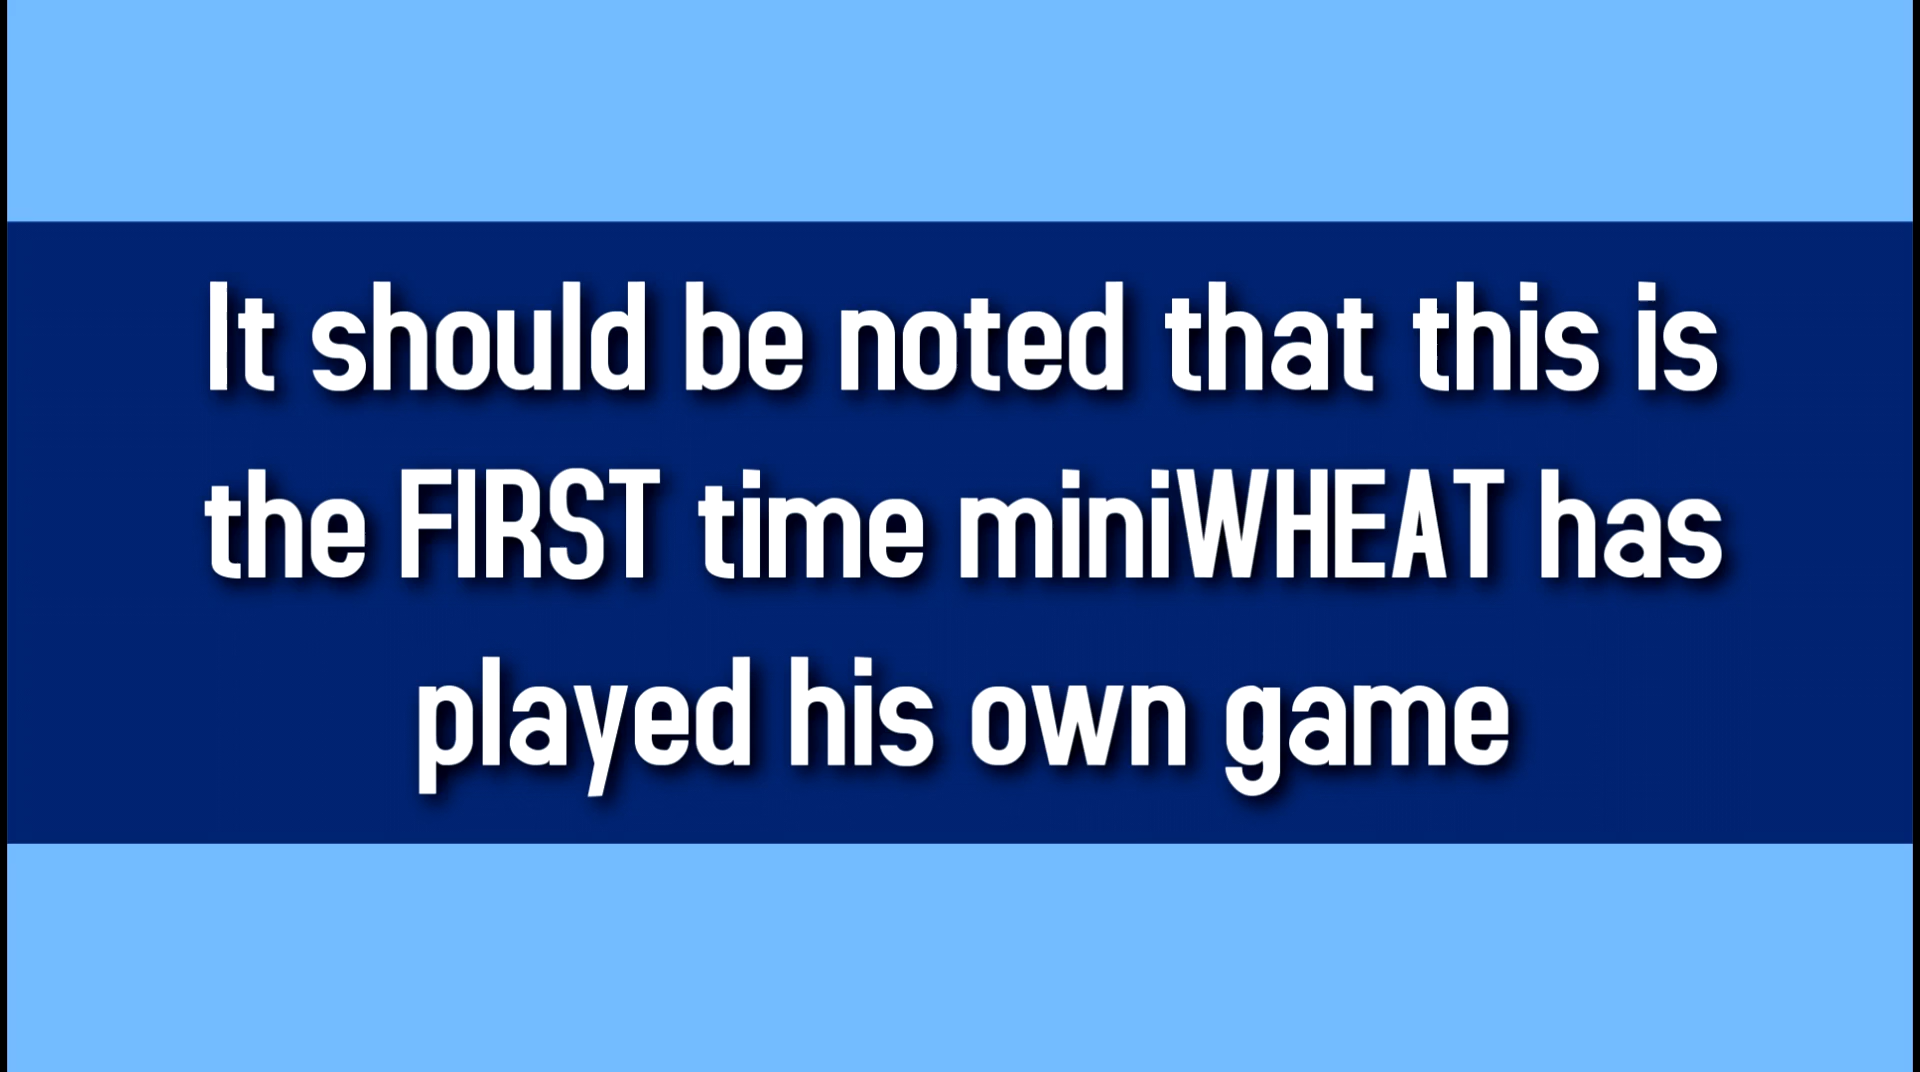 It should be noted that this is
the FIRST time miniWHEAT has
played his own game